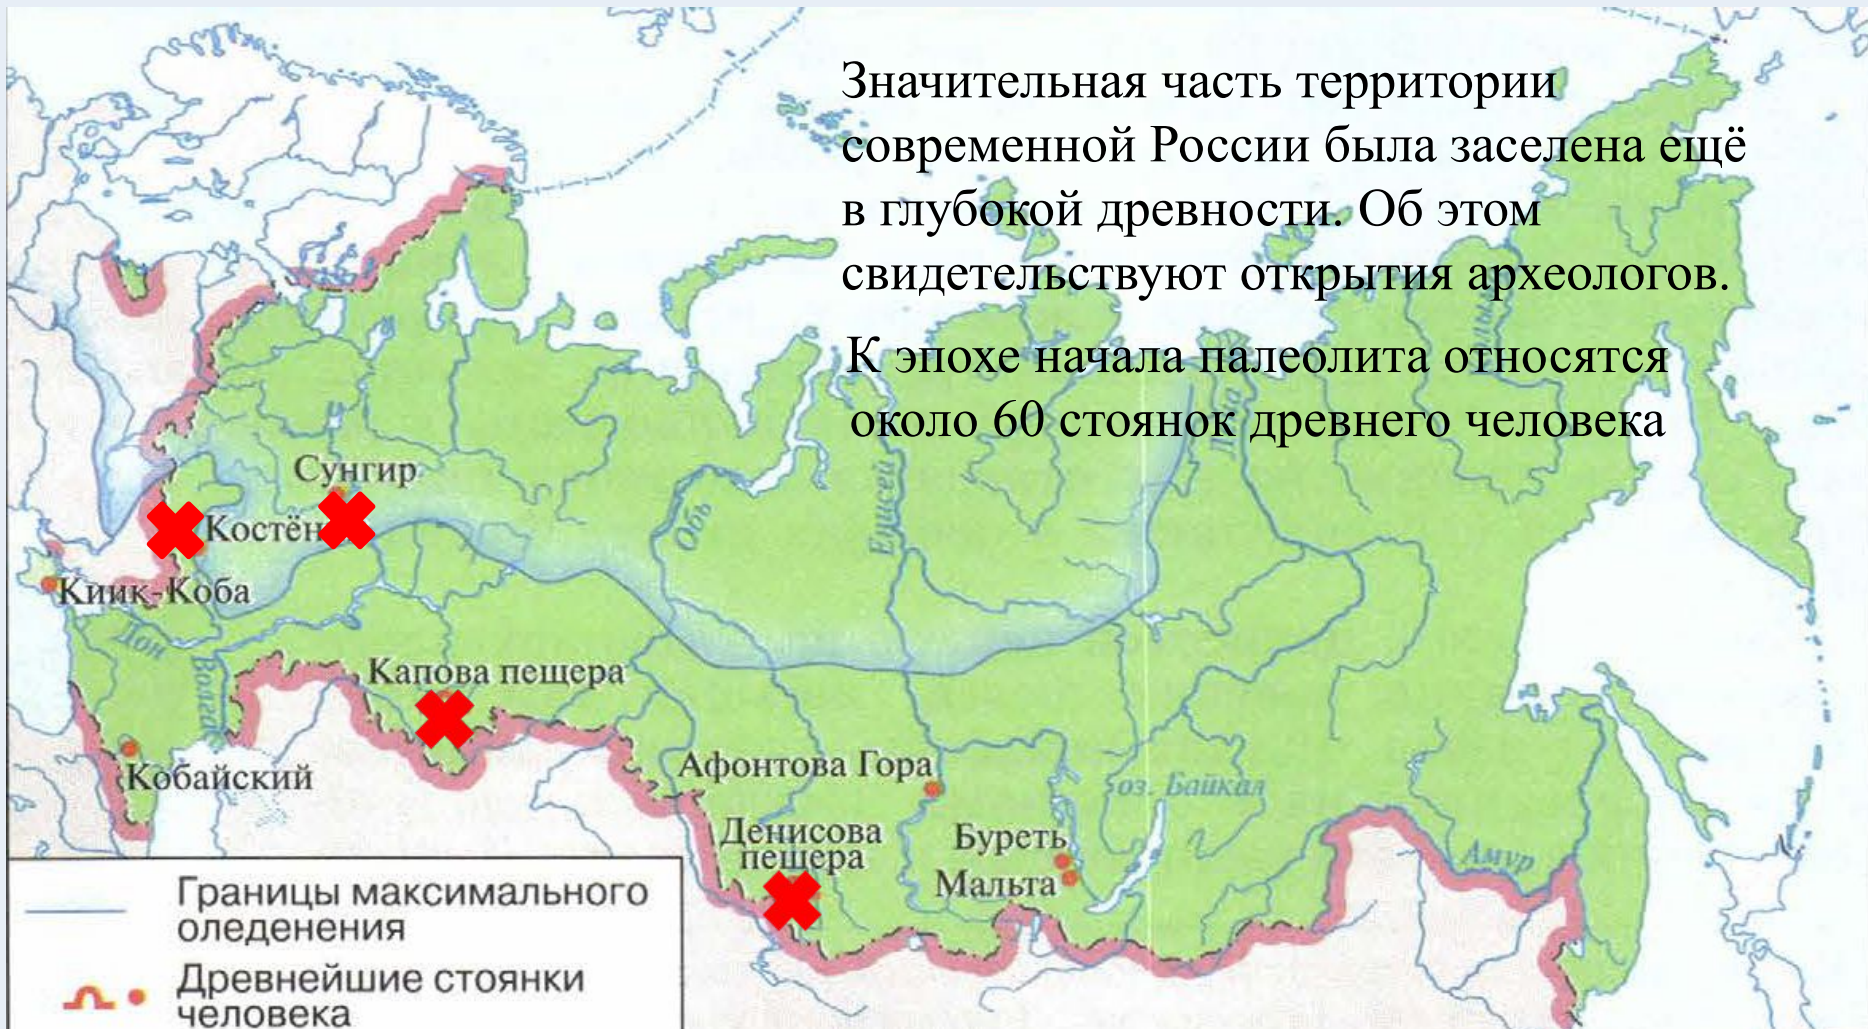 Значительная часть территории
современной России была заселена ещё
в глубокой древности. Об этом
свидетельствуют открытия археологов.
К эпохе начала палеолита относятся
около 60 стоянок древнего человека
Сунгир
Костён
Обь
Енисей
Киик-Коба
Дон
Волга
Капова пещера
Кобайский
Афонтова Гора
оз. Байкал
Денисова
пещера
Буреть
Мальта
Амур
Границы максимального
оледенения
Древнейшие стоянки
человека